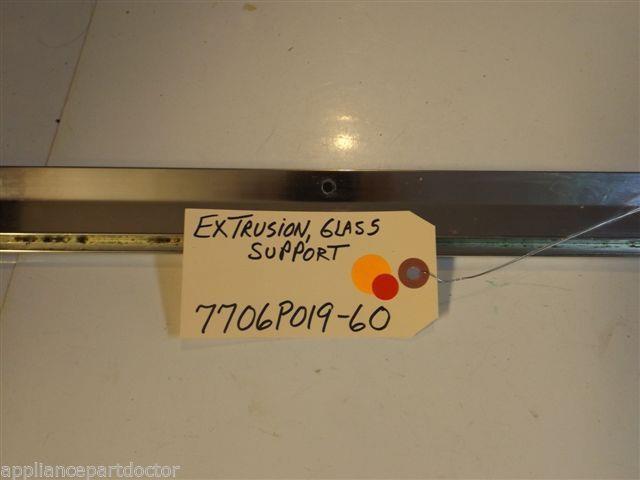 EXTRUSION, GLASS
SUPPORT
7706P019-60
appliancepartdoctor